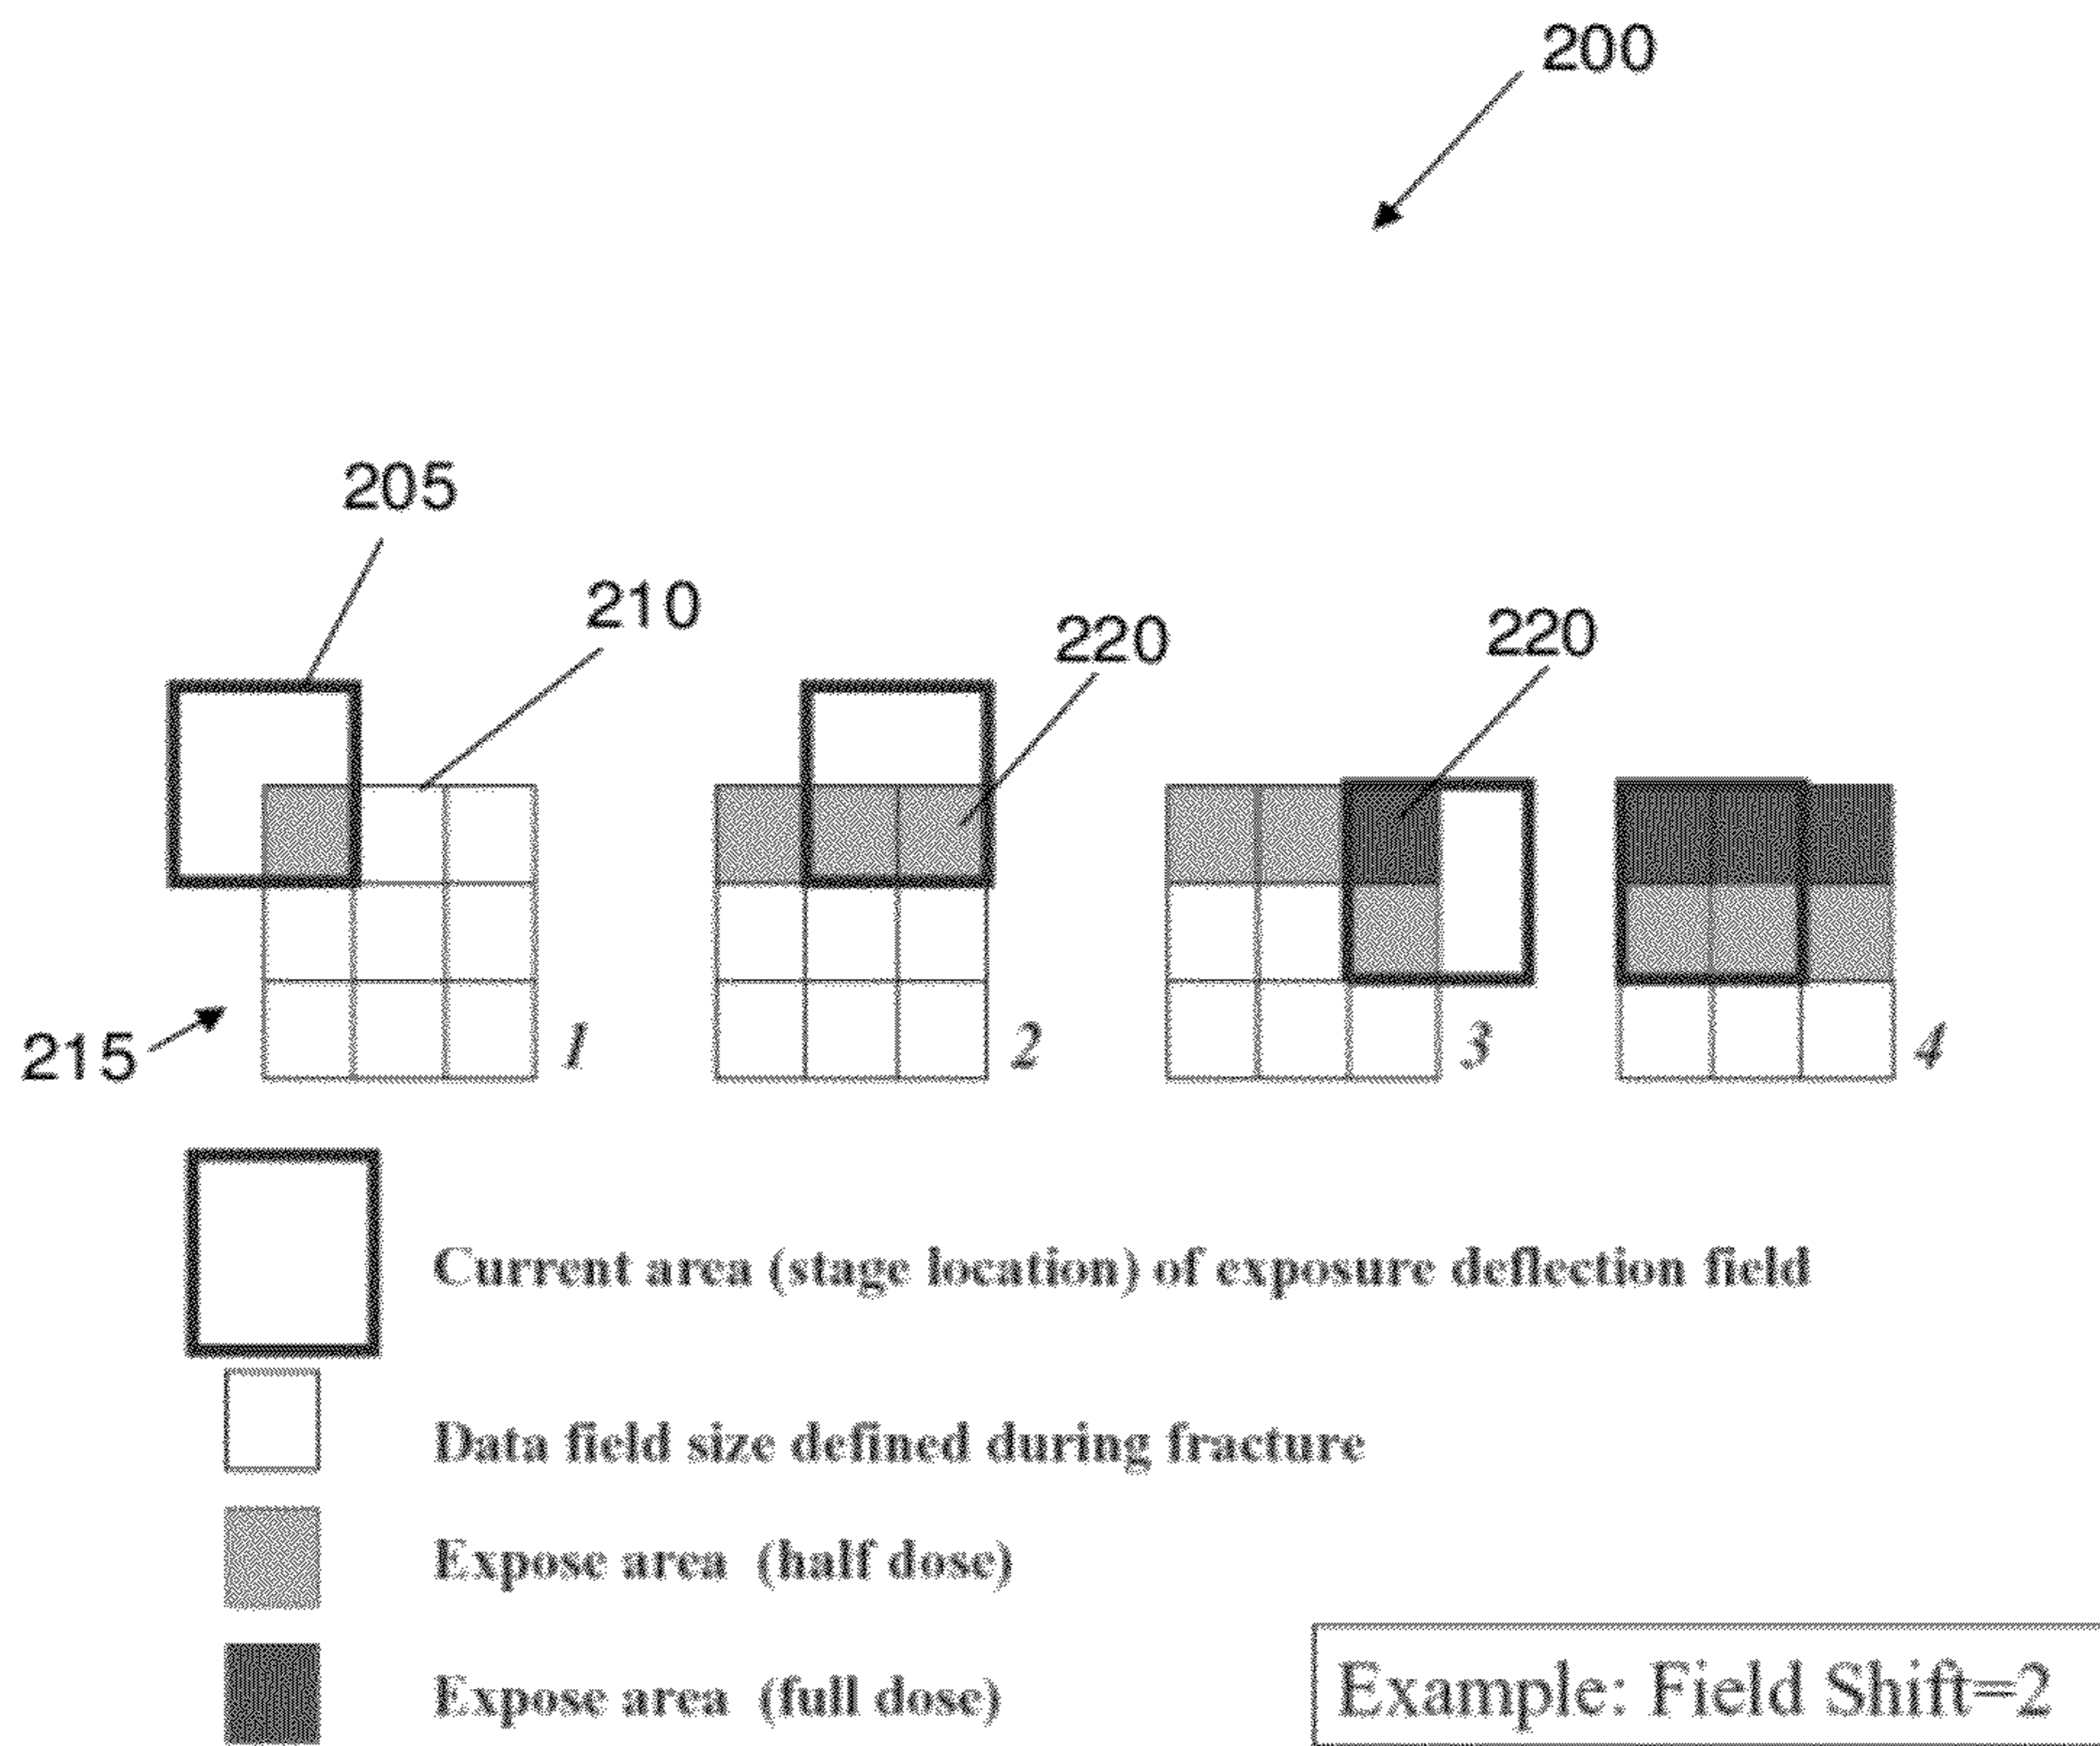 200
205
210
220
220
215
1
2
3
4
Current area (stage location) of exposure deflection field
Data field size defined during fracture
Expose area (half dose)
Expose area (full dose)
Example: Field Shift=2